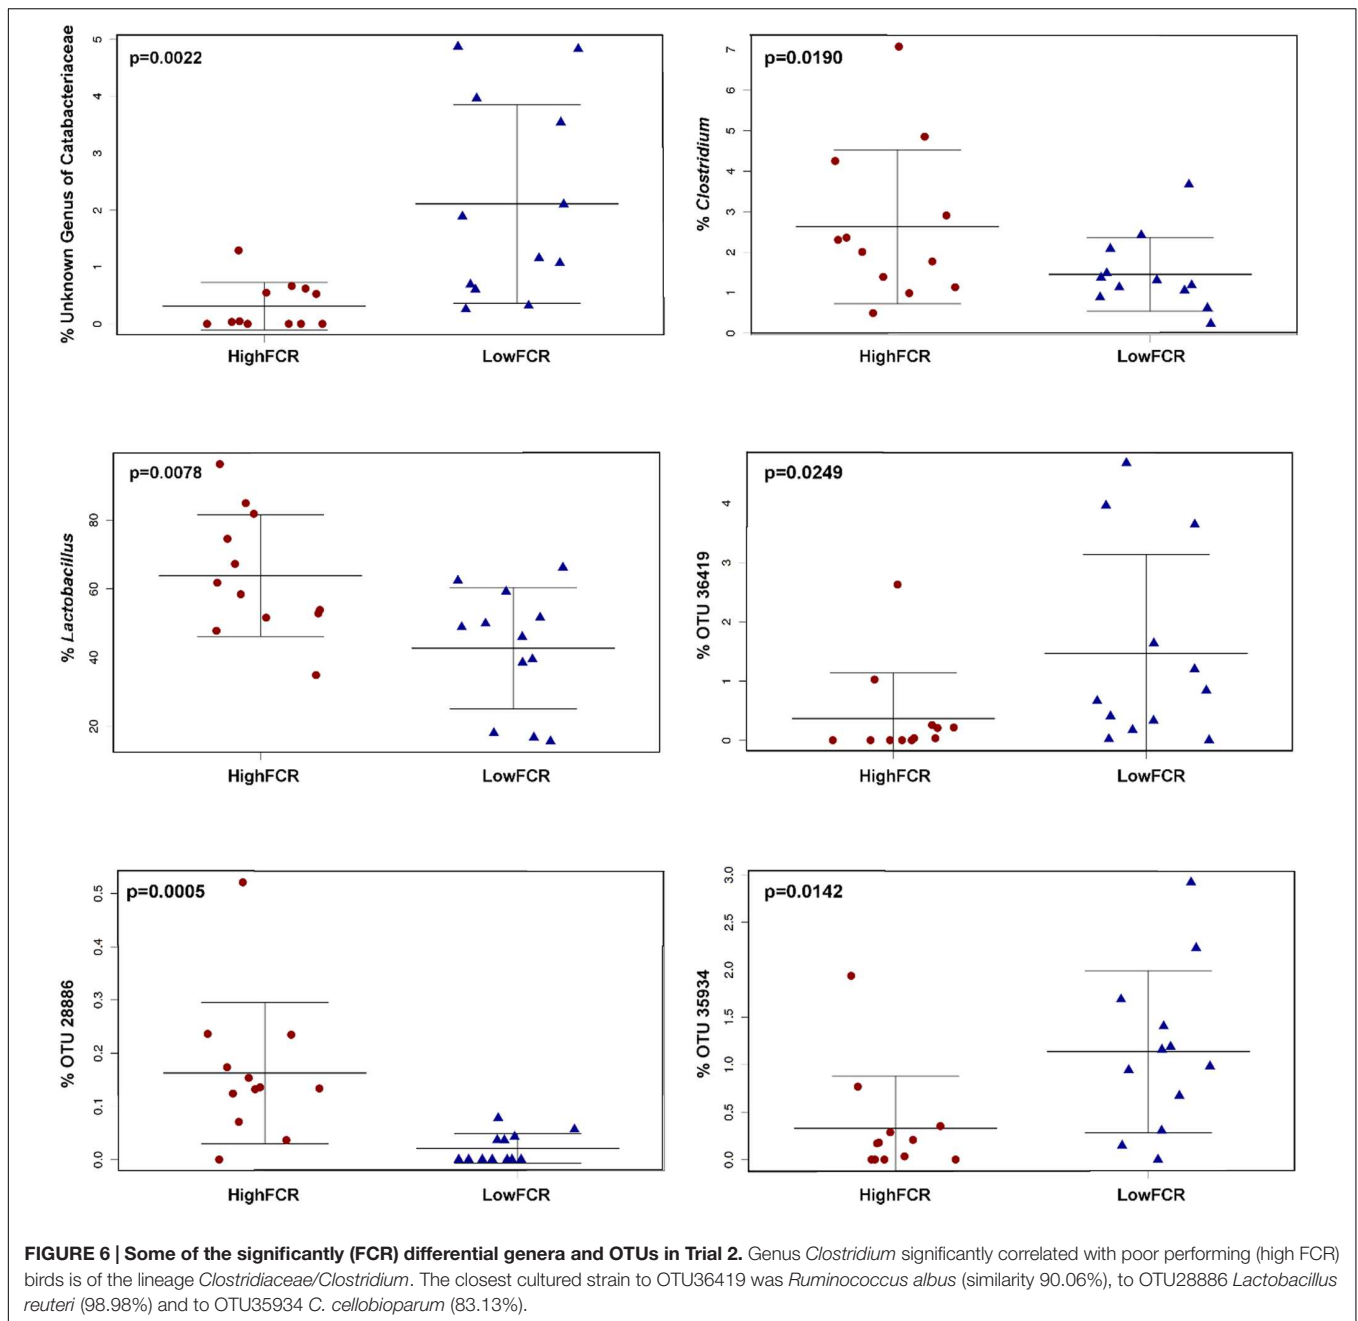 p=0.0022
% Unknown Genus of Catabacteriaceae
5
4
3
2
1
0
HighFCR LowFCR
p=0.0190
% Clostridium
7
6
5
4
3
2
1
0
HighFCR LowFCR
p=0.0078
% Lactobacillus
80
60
40
20
HighFCR LowFCR
p=0.0249
% OTU 36419
4
3
2
1
0
HighFCR LowFCR
p=0.0005
% OTU 28886
0.5
0.4
0.3
0.2
0.1
0.0
HighFCR LowFCR
p=0.0142
% OTU 35934
3.0
2.5
2.0
1.5
1.0
0.5
0.0
HighFCR LowFCR
FIGURE 6 | Some of the significantly (FCR) differential genera and OTUs in Trial 2. Genus Clostridium significantly correlated with poor performing (high FCR)
birds is of the lineage Clostridiaceae/Clostridium. The closest cultured strain to OTU36419 was Ruminococcus albus (similarity 90.06%), to OTU28886 Lactobacillus
reuteri (98.98%) and to OTU35934 C. cellobioparum (83.13%).